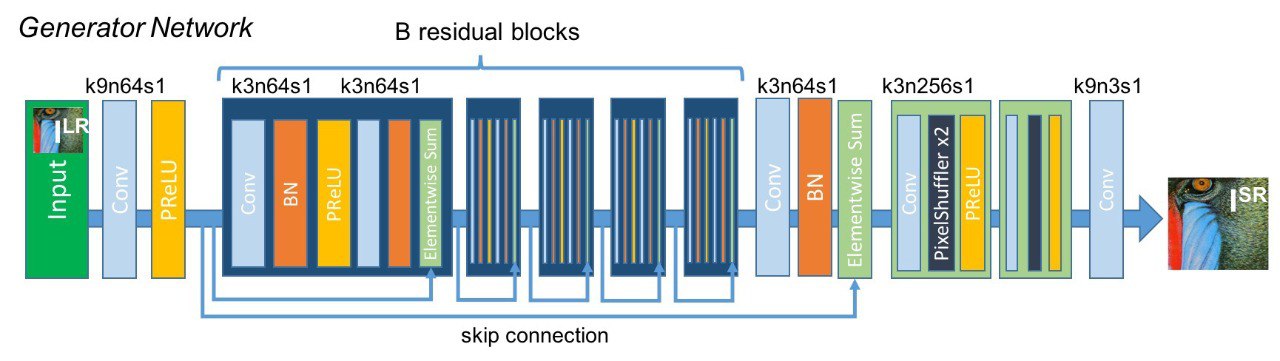 Generator Network
B residual blocks
k9n64s1
k3n64s1
k3n64s1
k3n64s1
k3n256s1
k9n3s1
I^LR
Input
Conv
PReLU
Conv
BN
PReLU
Elementwise Sum
Conv
BN
Elementwise Sum
Conv
PixelShuffler x2
PReLU
Conv
I^SR
skip connection